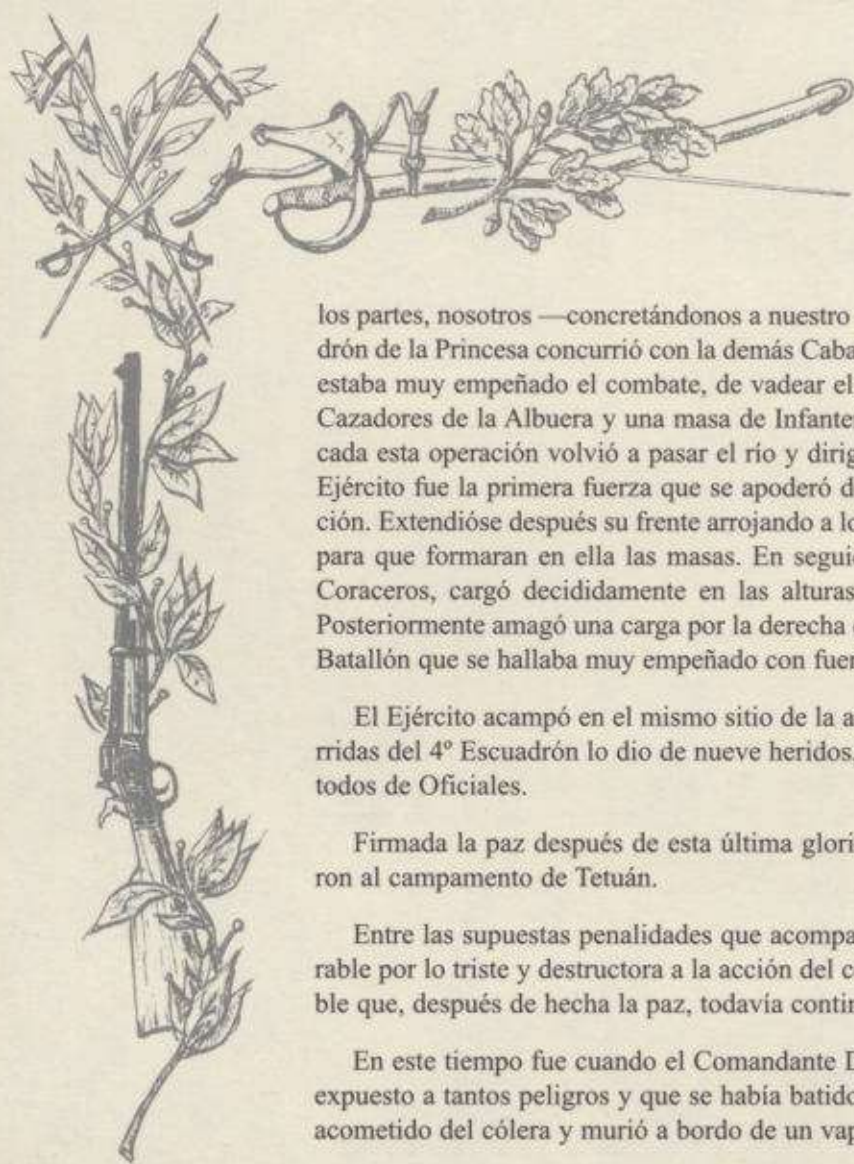 los partes, nosotros —concretándonos a nuestro
drón de la Princesa concurrió con la demás Caba
estaba muy empeñado el combate, de vadear el
Cazadores de la Albuera y una masa de Infante
cada esta operación volvió a pasar el río y dirig
Ejército fue la primera fuerza que se apoderó d
ción. Extendióse después su frente arrojando a lo
para que formaran en ella las masas. En segui
Coraceros, cargó decididamente en las alturas
Posteriormente amagó una carga por la derecha
Batallón que se hallaba muy empeñado con fuer
El Ejército acampó en el mismo sitio de la a
rridas del 4º Escuadrón lo dio de nueve heridos
todos de Oficiales.
Firmada la paz después de esta última glori
ron al campamento de Tetuán.
Entre las supuestas penalidades que acompa
rable por lo triste y destructora a la acción del c
ble que, después de hecha la paz, todavía contin
En este tiempo fue cuando el Comandante D
expuesto a tantos peligros y que se había batido
acometido del cólera y murió a bordo de un vap